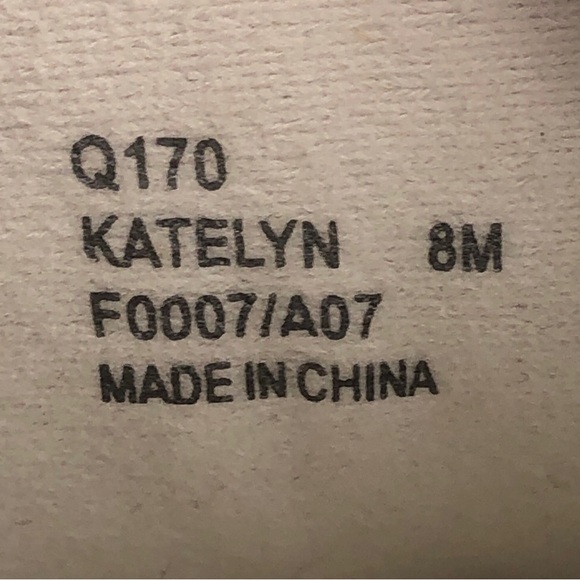 Q170
KATELYN 8M
F0007/A07
MADE IN CHINA